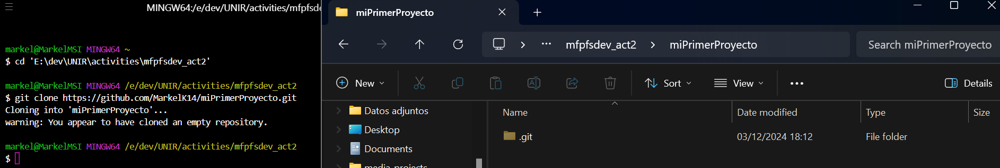 MINGW64:/e/dev/UNIR/activities/mfpfsde
markel@MarkelMSI MINGW64 ~
$ cd 'E:\dev\UNIR\activities\mfpfsdev_act2'
markel@MarkelMSI MINGW64 /e/dev/UNIR/activities/mfpfsdev_act2
$ git clone https://github.com/MarkelK14/miPrimerProyecto.git
Cloning into 'miPrimerProyecto'...
warning: You appear to have cloned an empty repository.
markel@MarkelMSI MINGW64 /e/dev/UNIR/activities/mfpfsdev_act2
$
miPrimerProyecto
... mfpfsdev_act2 > miPrimerProyecto
Search miPrimerProyecto
New Sort View ... Details
Datos adjuntos
Desktop
Documents
media-projects
Name Date modified Type Size
.git 03/12/2024 18:12 File folder